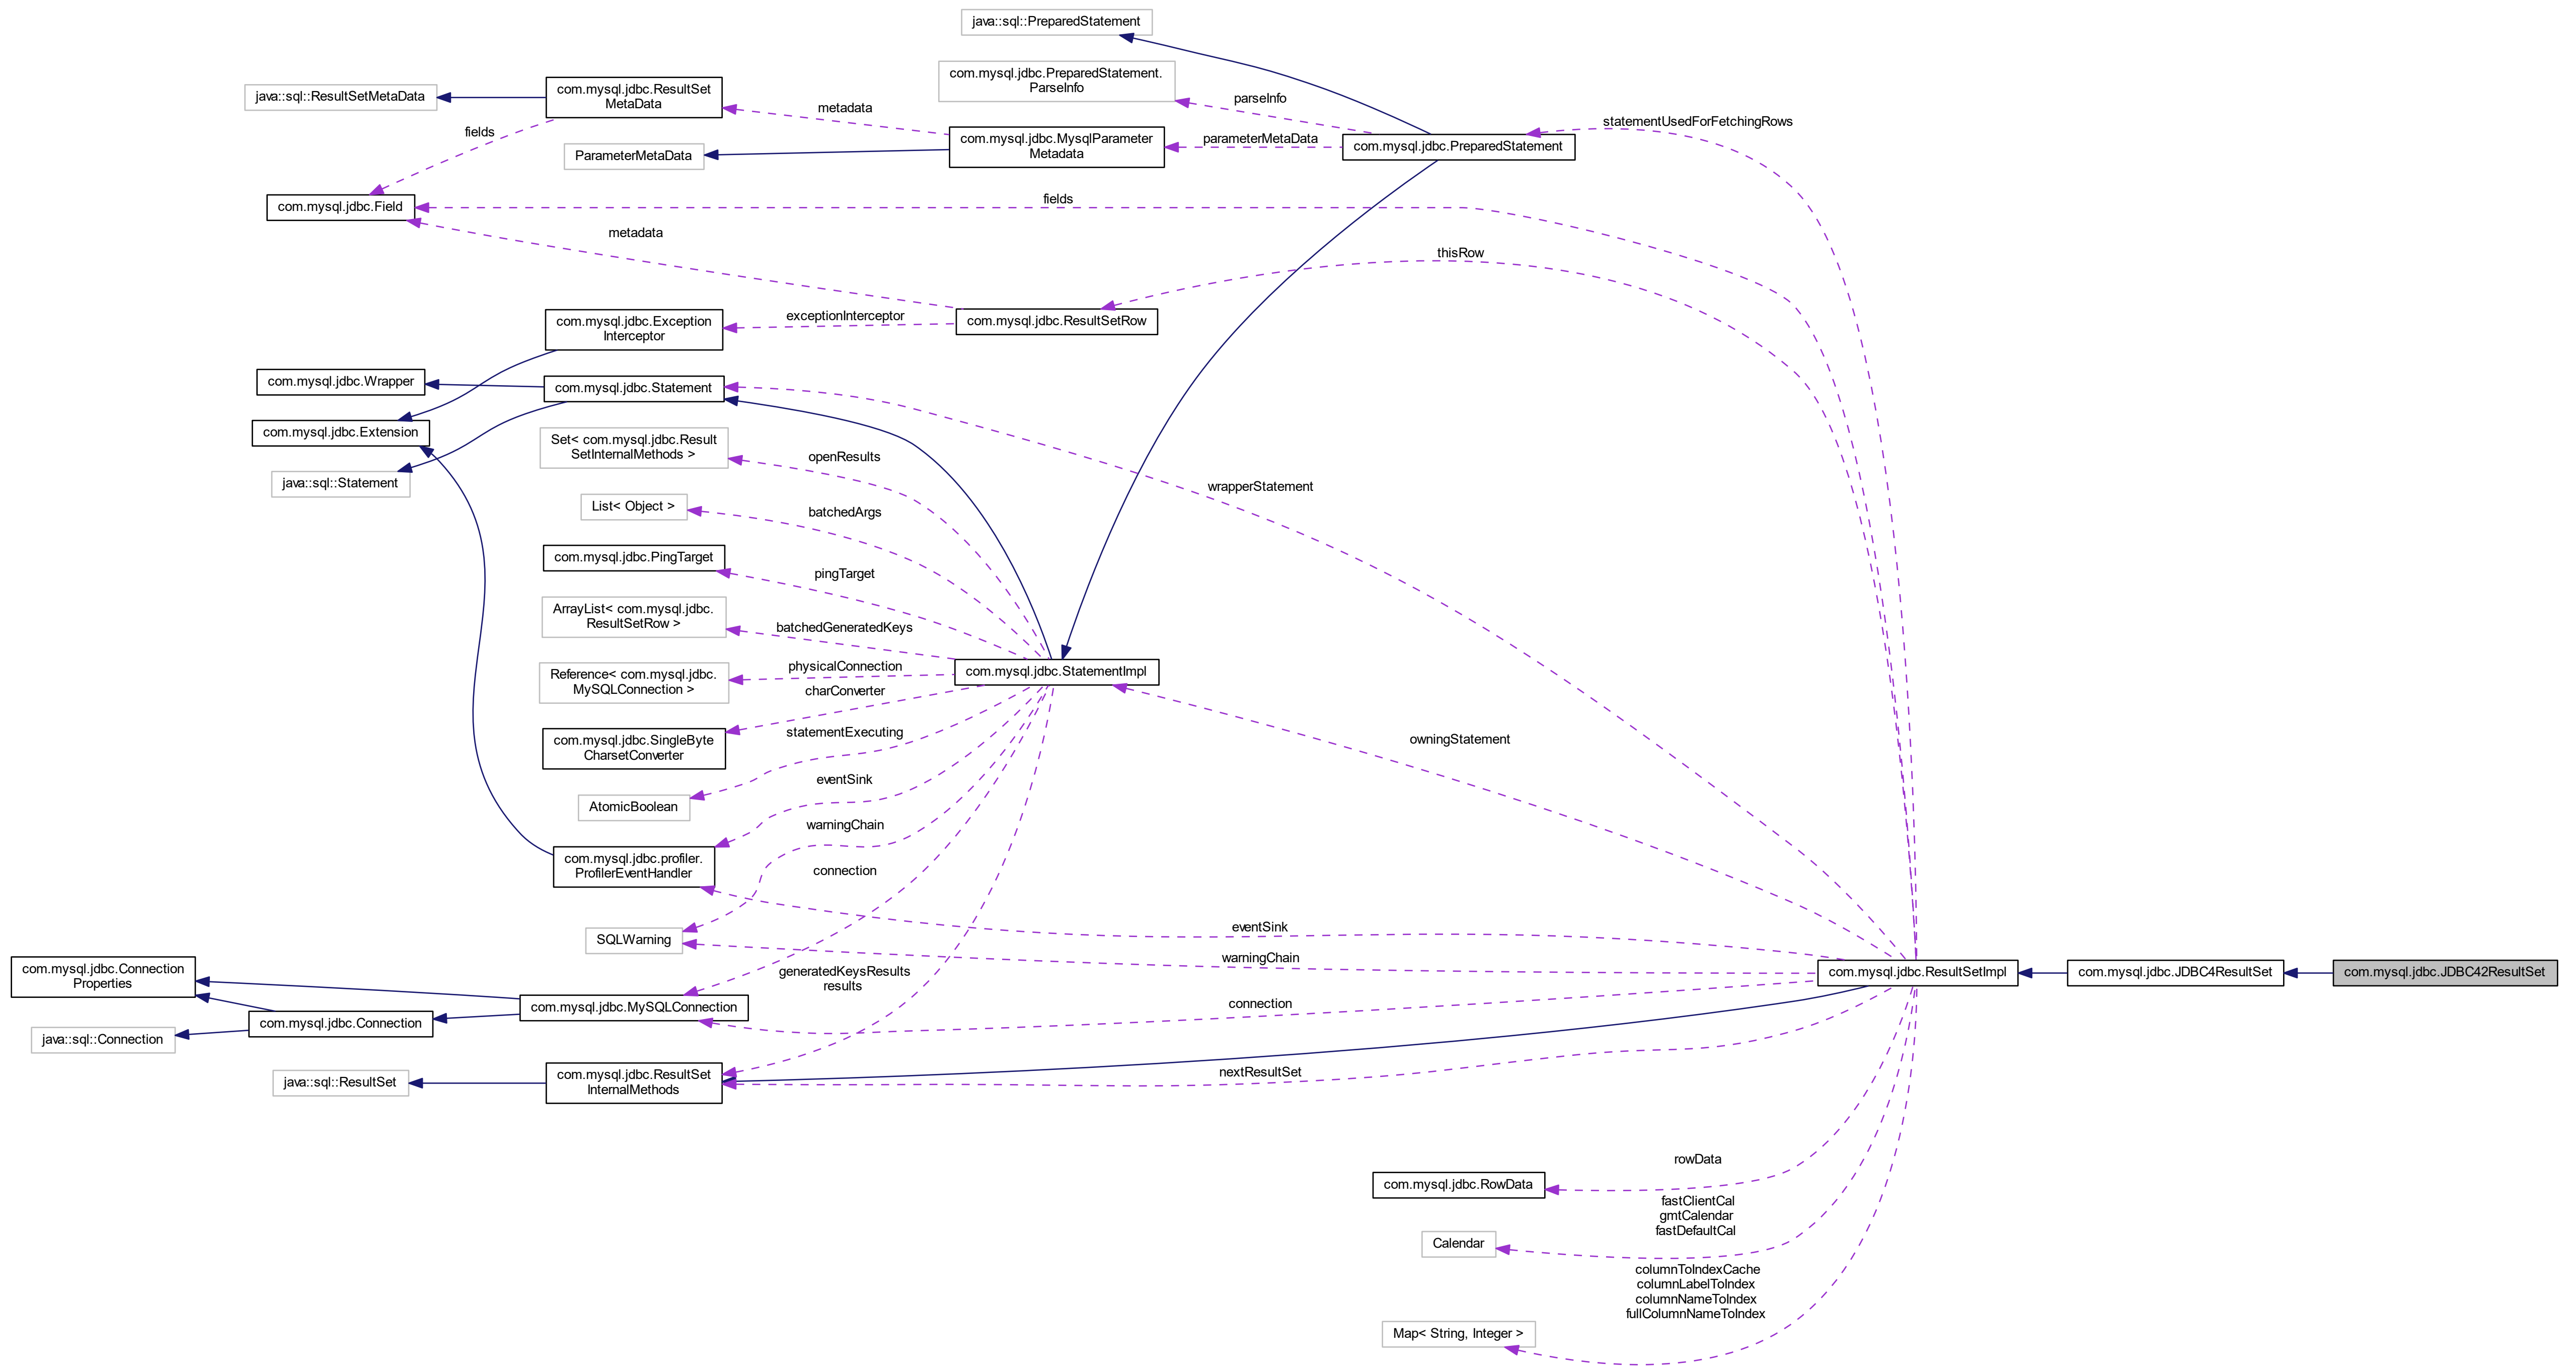 java::sql::PreparedStatement
com.mysql.jdbc.PreparedStatement.
ParseInfo
java::sql::ResultSetMetaData
com.mysql.jdbc.ResultSet
MetaData
metadata
parseInfo
statementUsedForFetchingRows
fields
ParameterMetaData
com.mysql.jdbc.MysqlParameter
Metadata
parameterMetaData
com.mysql.jdbc.PreparedStatement
com.mysql.jdbc.Field
fields
metadata
thisRow
com.mysql.jdbc.Exception
Interceptor
exceptionInterceptor
com.mysql.jdbc.ResultSetRow
com.mysql.jdbc.Wrapper
com.mysql.jdbc.Statement
com.mysql.jdbc.Extension
Set< com.mysql.jdbc.Result
SetInternalMethods >
openResults
java::sql::Statement
wrapperStatement
List< Object >
batchedArgs
com.mysql.jdbc.PingTarget
pingTarget
ArrayList< com.mysql.jdbc.
ResultSetRow >
batchedGeneratedKeys
Reference< com.mysql.jdbc.
MySQLConnection >
physicalConnection
com.mysql.jdbc.StatementImpl
charConverter
com.mysql.jdbc.SingleByte
CharsetConverter
statementExecuting
owningStatement
AtomicBoolean
eventSink
warningChain
com.mysql.jdbc.profiler.
ProfilerEventHandler
connection
SQLWarning
eventSink
warningChain
com.mysql.jdbc.Connection
Properties
generatedKeysResults
results
com.mysql.jdbc.ResultSetImpl
com.mysql.jdbc.JDBC4ResultSet
com.mysql.jdbc.JDBC42ResultSet
com.mysql.jdbc.MySQLConnection
connection
com.mysql.jdbc.Connection
java::sql::Connection
java::sql::ResultSet
com.mysql.jdbc.ResultSet
InternalMethods
nextResultSet
rowData
com.mysql.jdbc.RowData
fastClientCal
gmtCalendar
fastDefaultCal
Calendar
columnToIndexCache
columnLabelToIndex
columnNameToIndex
fullColumnNameToIndex
Map< String, Integer >